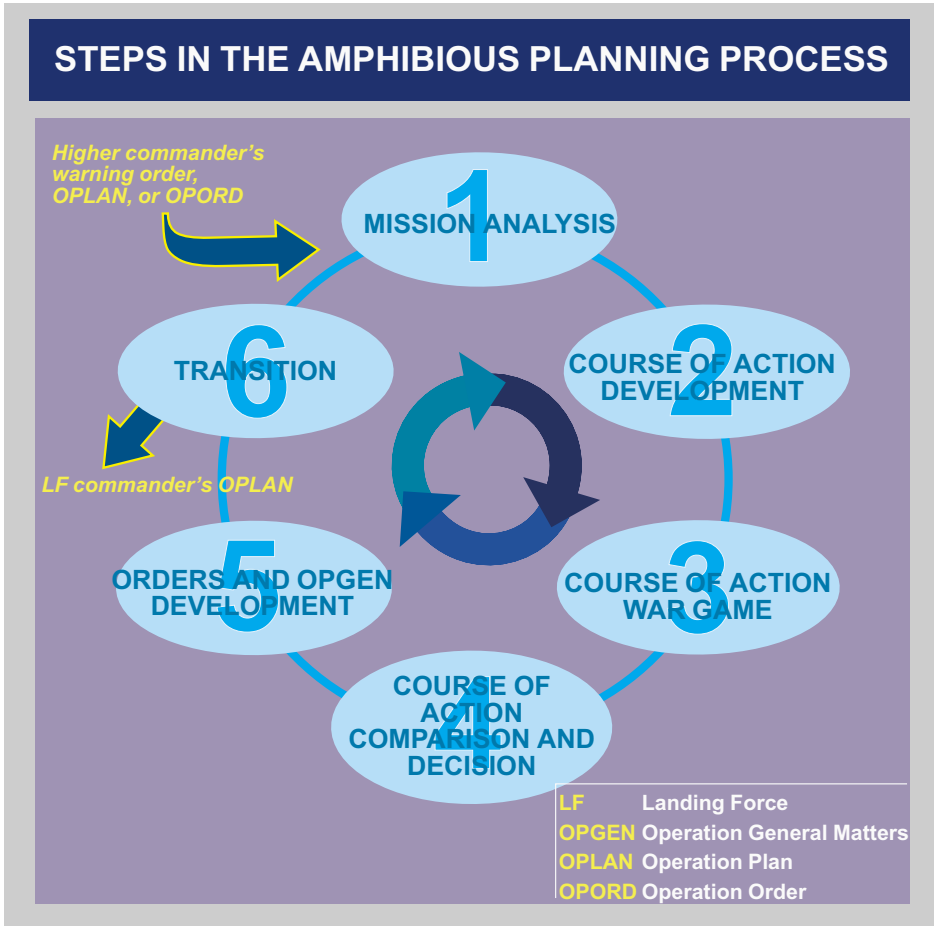 STEPS IN THE AMPHIBIOUS PLANNING PROCESS
Higher commander's
warning order,
OPLAN, or OPORD
1
MISSION ANALYSIS
2
COURSE OF ACTION
DEVELOPMENT
3
COURSE OF ACTION
WAR GAME
4
COURSE OF
ACTION
COMPARISON AND
DECISION
5
ORDERS AND OPGEN
DEVELOPMENT
6
TRANSITION
LF commander's OPLAN
LF Landing Force
OPGEN Operation General Matters
OPLAN Operation Plan
OPORD Operation Order